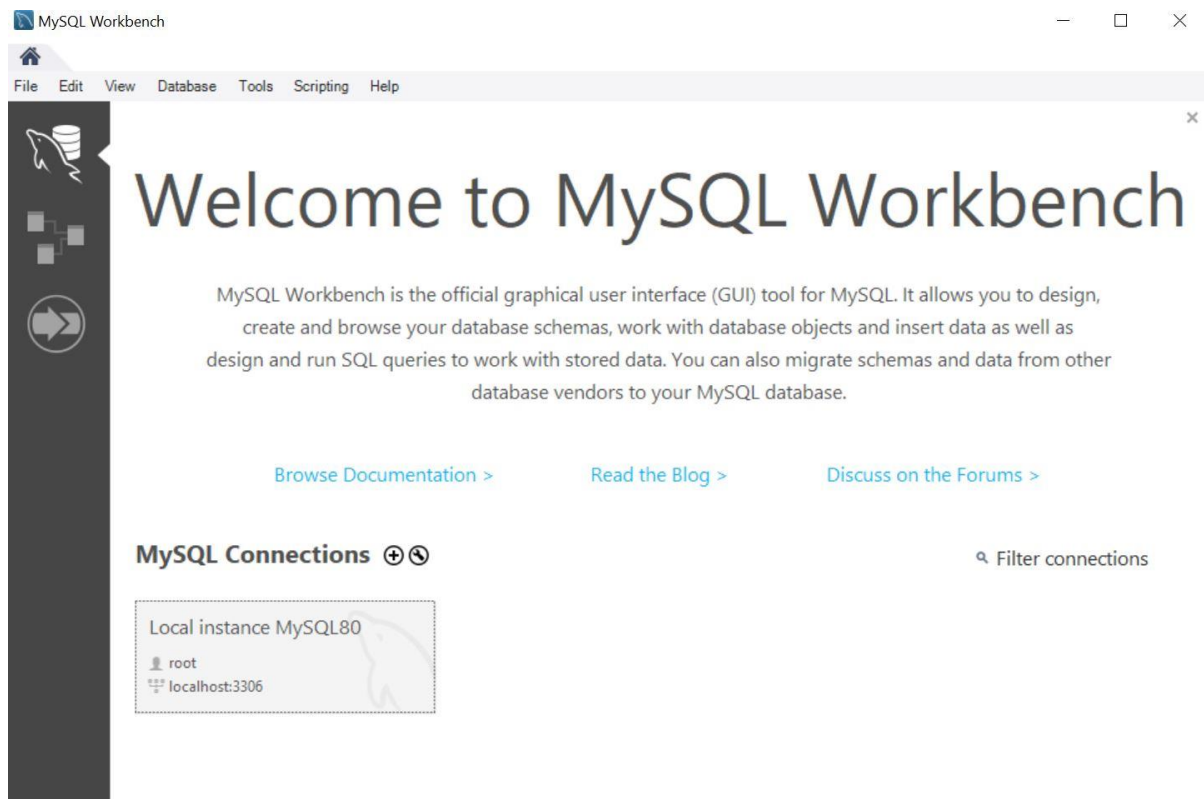 MySQL Workbench
File Edit View Database Tools Scripting Help
Welcome to MySQL Workbench
MySQL Workbench is the official graphical user interface (GUI) tool for MySQL. It allows you to design,
create and browse your database schemas, work with database objects and insert data as well as
design and run SQL queries to work with stored data. You can also migrate schemas and data from other
database vendors to your MySQL database.
Browse Documentation > Read the Blog > Discuss on the Forums >
MySQL Connections Filter connections
Local instance MySQL80
root
localhost:3306